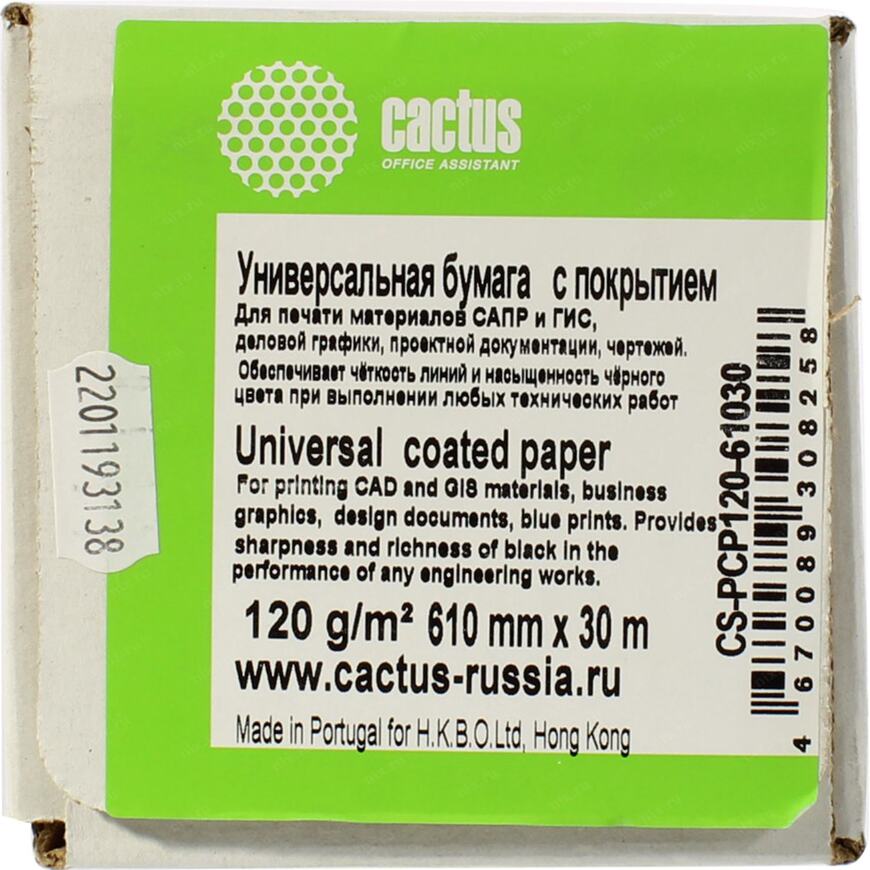 cactus
OFFICE ASSISTANT
Универсальная бумага с покрытием
Для печати материалов САПР и ГИС,
деловой графики, проектной документации, чертежей.
Обеспечивает чёткость линий и насыщенность чёрного
цвета при выполнении любых технических работ
Universal coated paper
For printing CAD and GIS materials, business
graphics, design documents, blue prints. Provides
sharpness and richness of black in the
performance of any engineering works.
120 g/m² 610 mm x 30 m
www.cactus-russia.ru
Made in Portugal for H.K.B.O.Ltd, Hong Kong
CS-PCP120-61030
4 670089 308258
2201193138